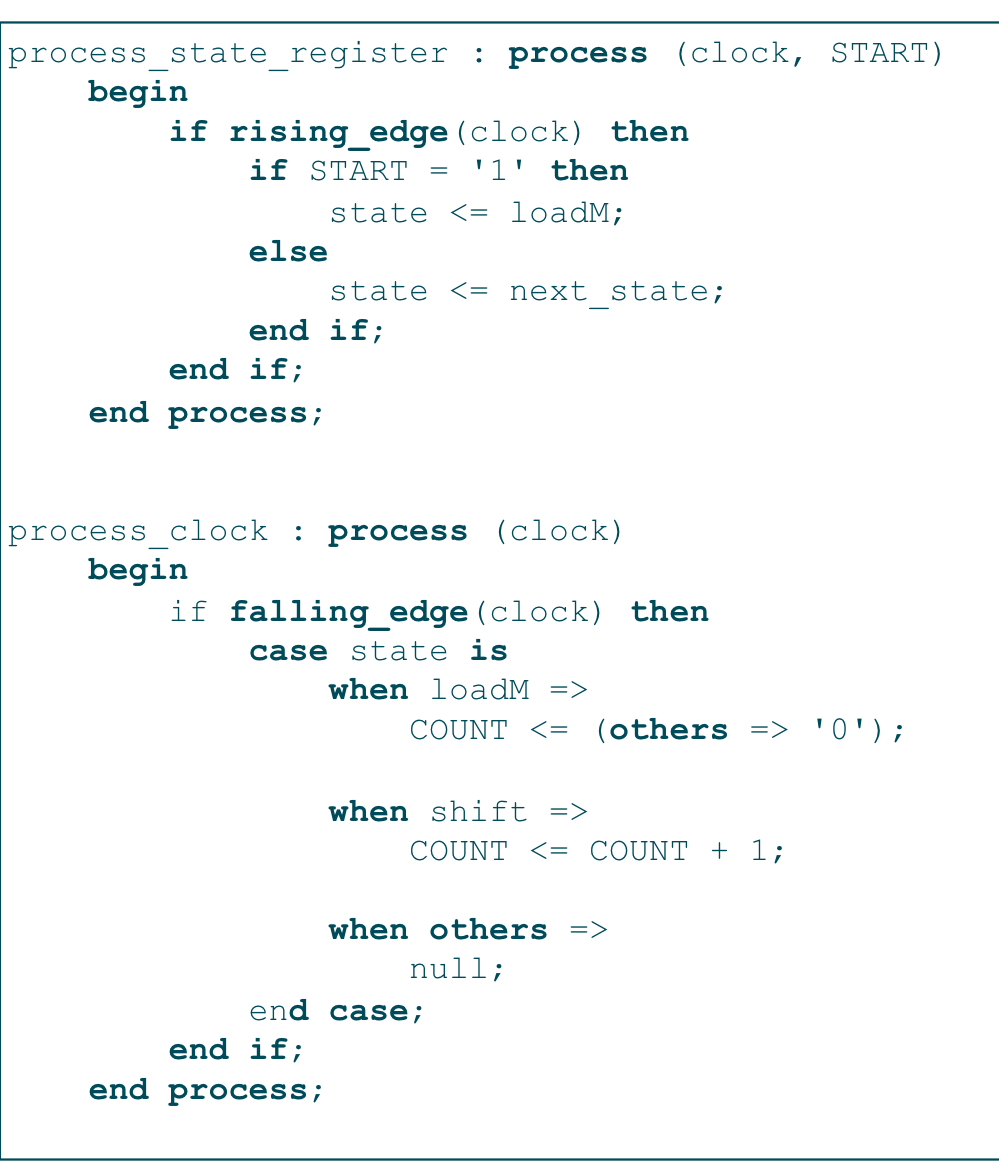 process_state_register : process (clock, START)
begin
if rising_edge(clock) then
if START = '1' then
state <= loadM;
else
state <= next_state;
end if;
end if;
end process;
process_clock : process (clock)
begin
if falling_edge(clock) then
case state is
when loadM =>
COUNT <= (others => '0');
when shift =>
COUNT <= COUNT + 1;
when others =>
null;
end case;
end if;
end process;